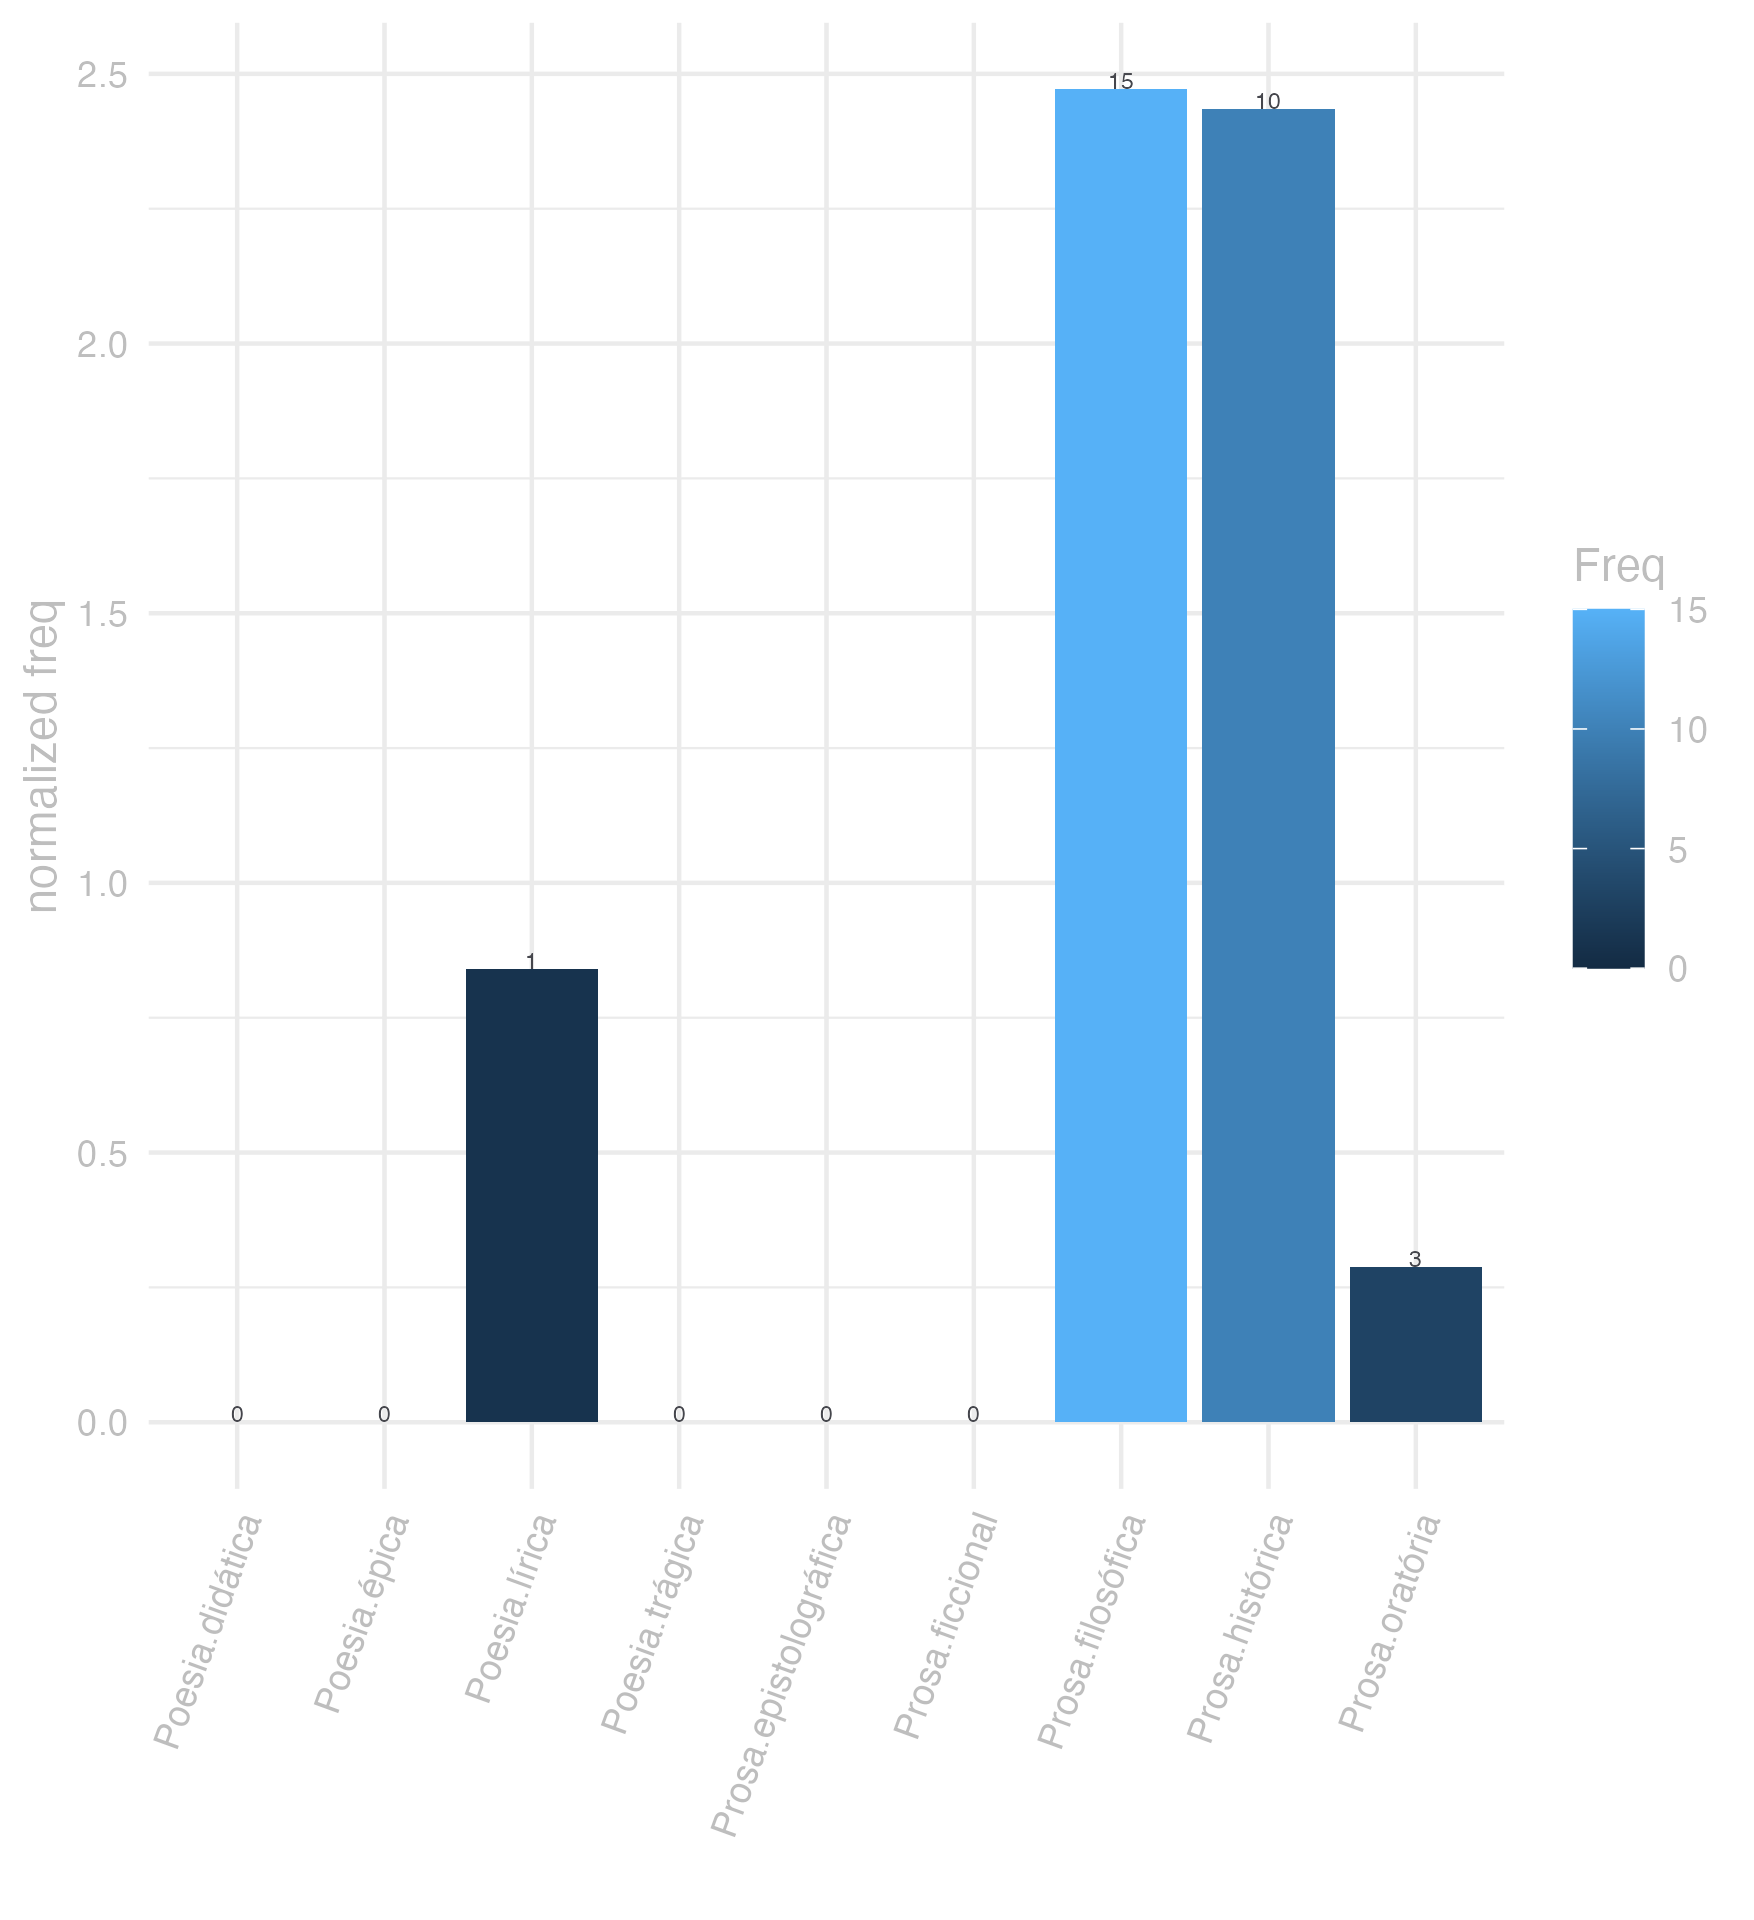 2.5
2.0
1.5
1.0
0.5
0.0
normalized freq
0
0
1
0
0
0
15
10
3
Poesia.didática
Poesia.épica
Poesia.lírica
Poesia.trágica
Prosa.epistolográfica
Prosa.ficcional
Prosa.filosófica
Prosa.histórica
Prosa.oratória
Freq
15
10
5
0